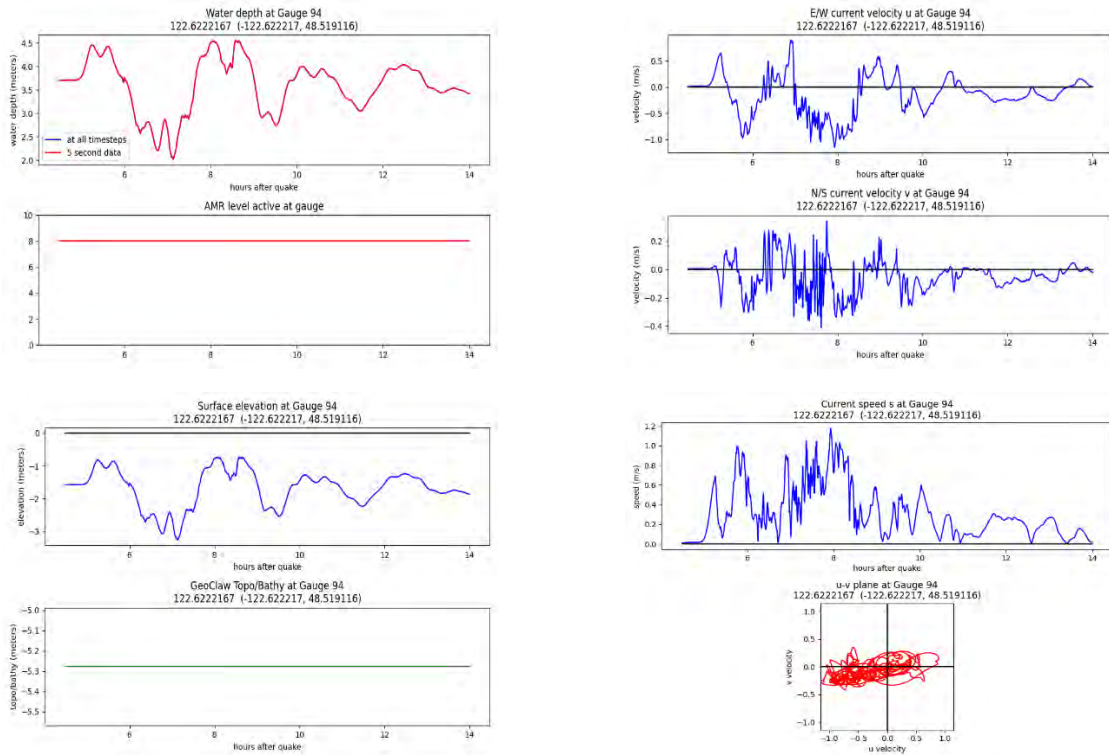 Water depth at Gauge 94
122.6222167 (-122.622217, 48.519116)
water depth (meters)
4.5
4.0
3.5
3.0
2.5
2.0
at all timesteps
5 second data
6
8
10
12
14
hours after quake
AMR level active at gauge
10
8
6
4
2
0
6
8
10
12
14
Surface elevation at Gauge 94
122.6222167 (-122.622217, 48.519116)
elevation (meters)
0
−1
−2
−3
6
8
10
12
14
hours after quake
GeoClaw Topo/Bathy at Gauge 94
122.6222167 (-122.622217, 48.519116)
topo/bathy (meters)
−5.0
−5.1
−5.2
−5.3
−5.4
−5.5
6
8
10
12
14
hours after quake
E/W current velocity u at Gauge 94
122.6222167 (-122.622217, 48.519116)
velocity (m/s)
0.5
0.0
−0.5
−1.0
6
8
10
12
14
hours after quake
N/S current velocity v at Gauge 94
122.6222167 (-122.622217, 48.519116)
velocity (m/s)
0.2
0.0
−0.2
−0.4
6
8
10
12
14
hours after quake
Current speed s at Gauge 94
122.6222167 (-122.622217, 48.519116)
speed (m/s)
1.2
1.0
0.8
0.6
0.4
0.2
0.0
6
8
10
12
14
hours after quake
u-v plane at Gauge 94
122.6222167 (-122.622217, 48.519116)
v velocity
1.0
0.5
0.0
−0.5
−1.0
−1.0
−0.5
0.0
0.5
1.0
u velocity